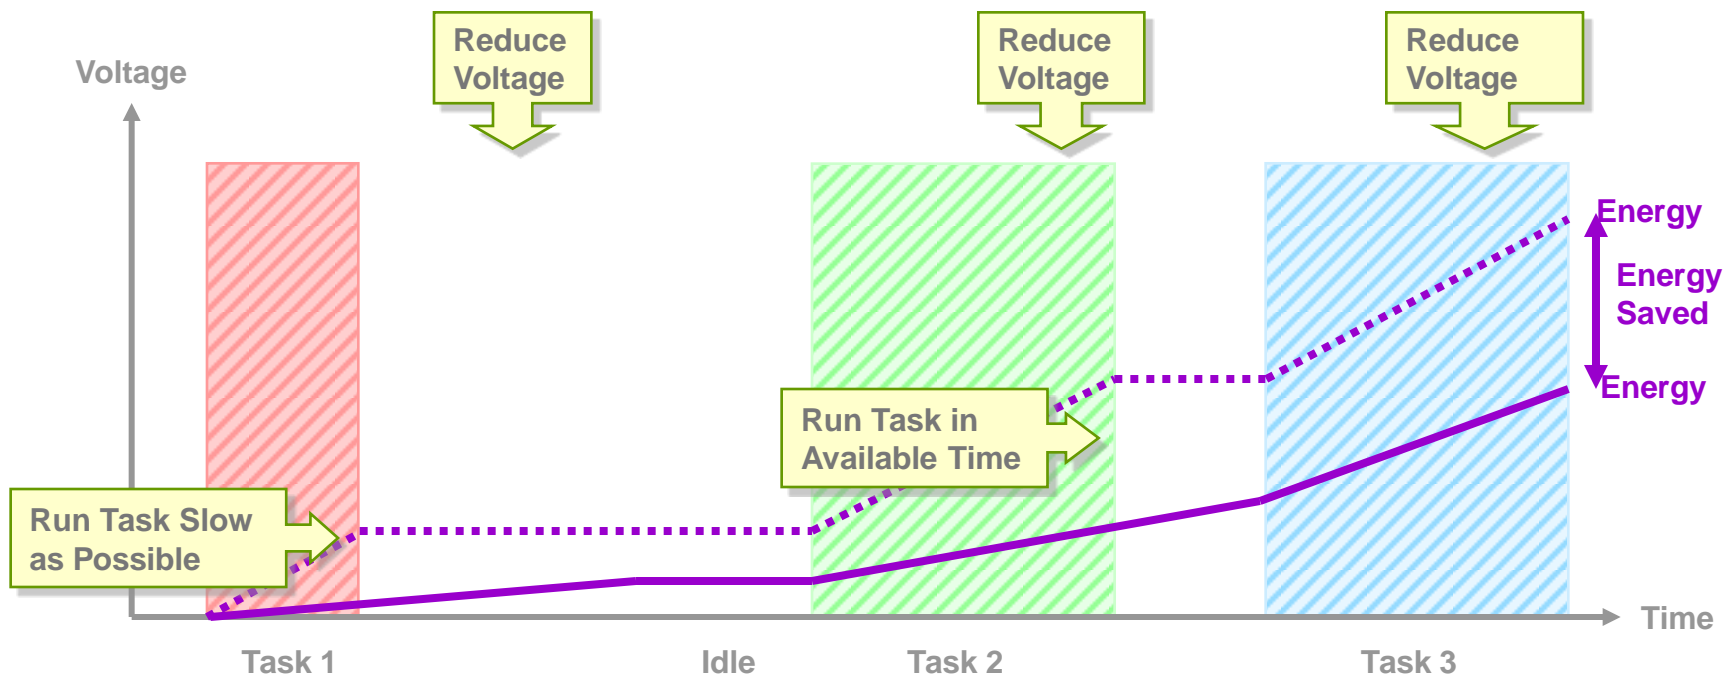 Reduce
Voltage
Reduce
Voltage
Reduce
Voltage
Voltage
Energy
Energy
Saved
Energy
Run Task in
Available Time
Run Task Slow
as Possible
Time
Task 1
Idle
Task 2
Task 3